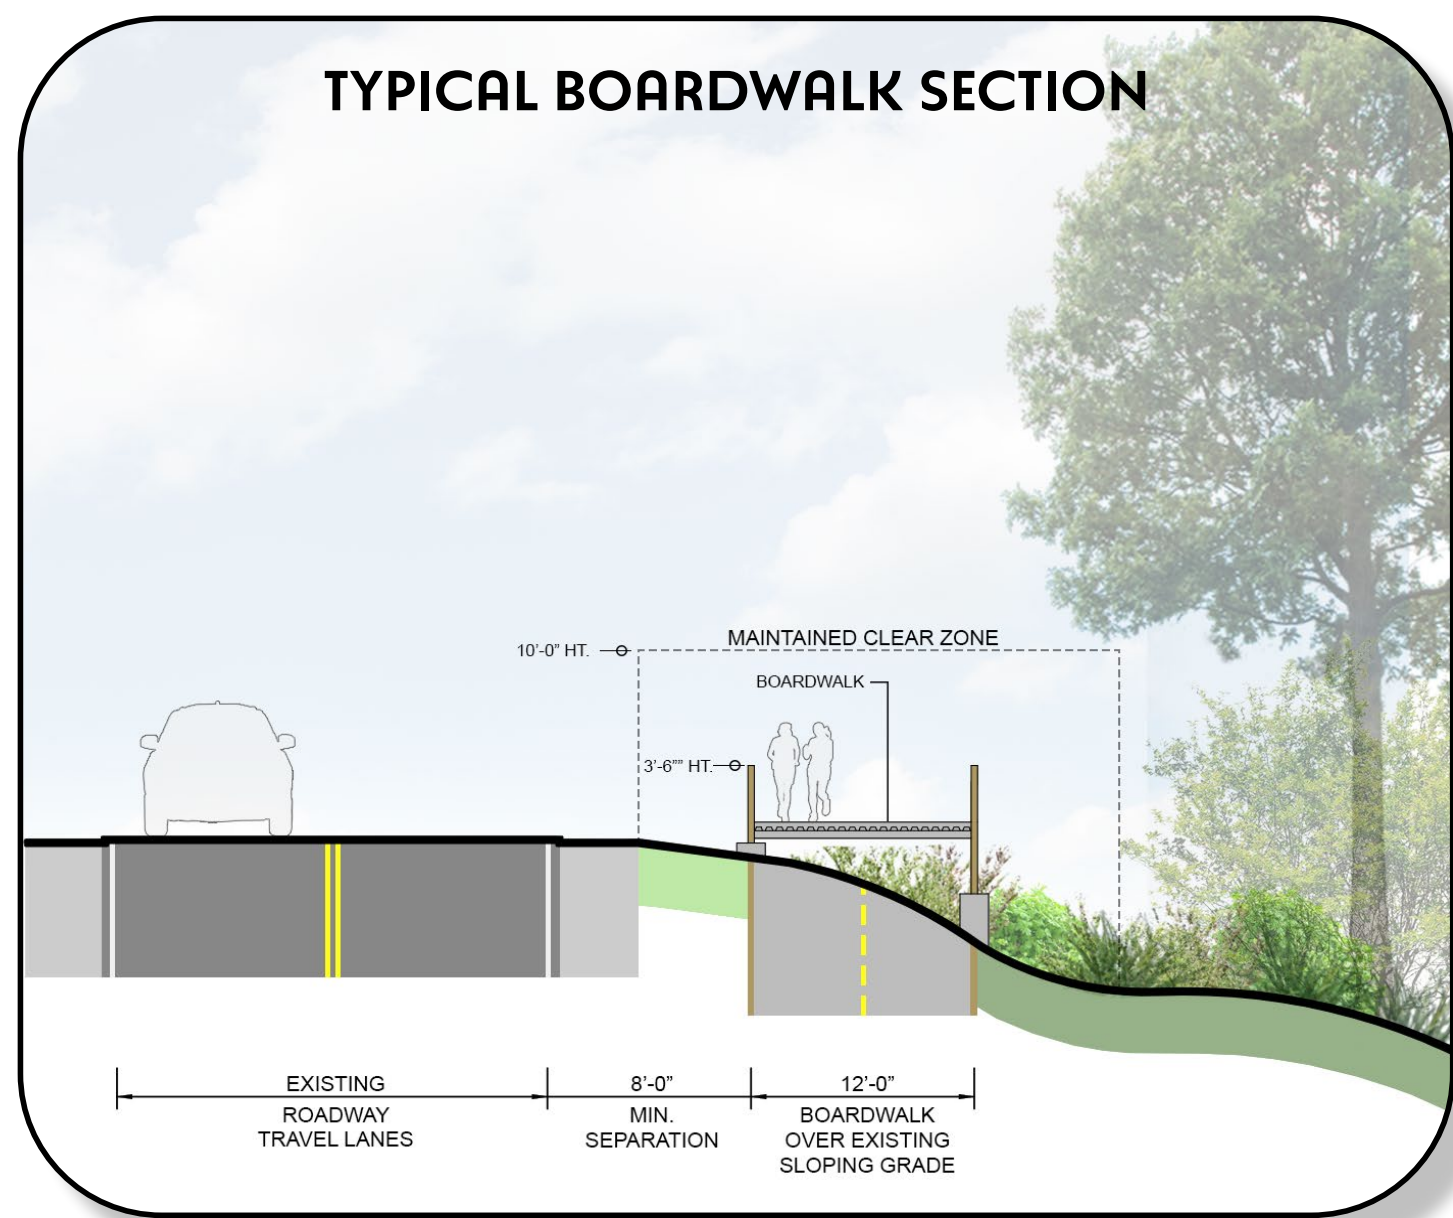 TYPICAL BOARDWALK SECTION
MAINTAINED CLEAR ZONE
10'-0” HT.
BOARDWALK
3'-6”” HT.
EXISTING
ROADWAY
TRAVEL LANES
8’-0”
MIN.
SEPARATION
12’-0”
BOARDWALK
OVER EXISTING
SLOPING GRADE